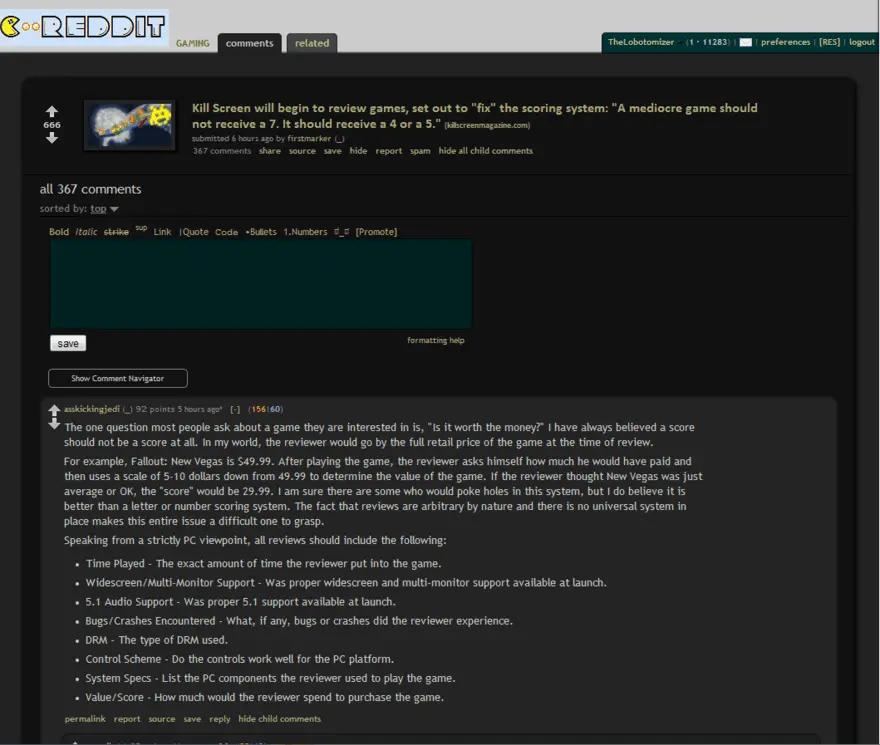 REDDIT
GAMING comments related
TheLobotomizer (1 · 11283) | | preferences | [RES] | logout
Kill Screen will begin to review games, set out to "fix" the scoring system: "A mediocre game should
666
not receive a 7. It should receive a 4 or a 5." (killscreenmagazine.com)
submitted 6 hours ago by firstmarker (_)
367 comments share source save hide report spam hide all child comments
all 367 comments
sorted by: top
Bold Italic strike sup Link |Quote Code •Bullets 1.Numbers ಠ_ಠ [Promote]
save formatting help
Show Comment Navigator
asskickingjedi (_) 92 points 5 hours ago* [-] (156|60)
The one question most people ask about a game they are interested in is, "Is it worth the money?" I have always believed a score
should not be a score at all. In my world, the reviewer would go by the full retail price of the game at the time of review.
For example, Fallout: New Vegas is $49.99. After playing the game, the reviewer asks himself how much he would have paid and
then uses a scale of 5-10 dollars down from 49.99 to determine the value of the game. If the reviewer thought New Vegas was just
average or OK, the "score" would be 29.99. I am sure there are some who would poke holes in this system, but I do believe it is
better than a letter or number scoring system. The fact that reviews are arbitrary by nature and there is no universal system in
place makes this entire issue a difficult one to grasp.
Speaking from a strictly PC viewpoint, all reviews should include the following:
• Time Played - The exact amount of time the reviewer put into the game.
• Widescreen/Multi-Monitor Support - Was proper widescreen and multi-monitor support available at launch.
• 5.1 Audio Support - Was proper 5.1 support available at launch.
• Bugs/Crashes Encountered - What, if any, bugs or crashes did the reviewer experience.
• DRM - The type of DRM used.
• Control Scheme - Do the controls work well for the PC platform.
• System Specs - List the PC components the reviewer used to play the game.
• Value/Score - How much would the reviewer spend to purchase the game.
permalink report source save reply hide child comments